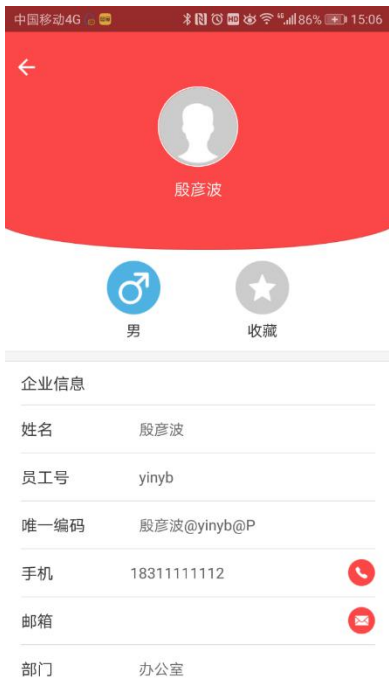 中国移动4G HD 46 86% 15:06
殷彦波
男 收藏
企业信息
姓名 殷彦波
员工号 yinyb
唯一编码 殷彦波@yinyb@P
手机 18311111112
邮箱
部门 办公室